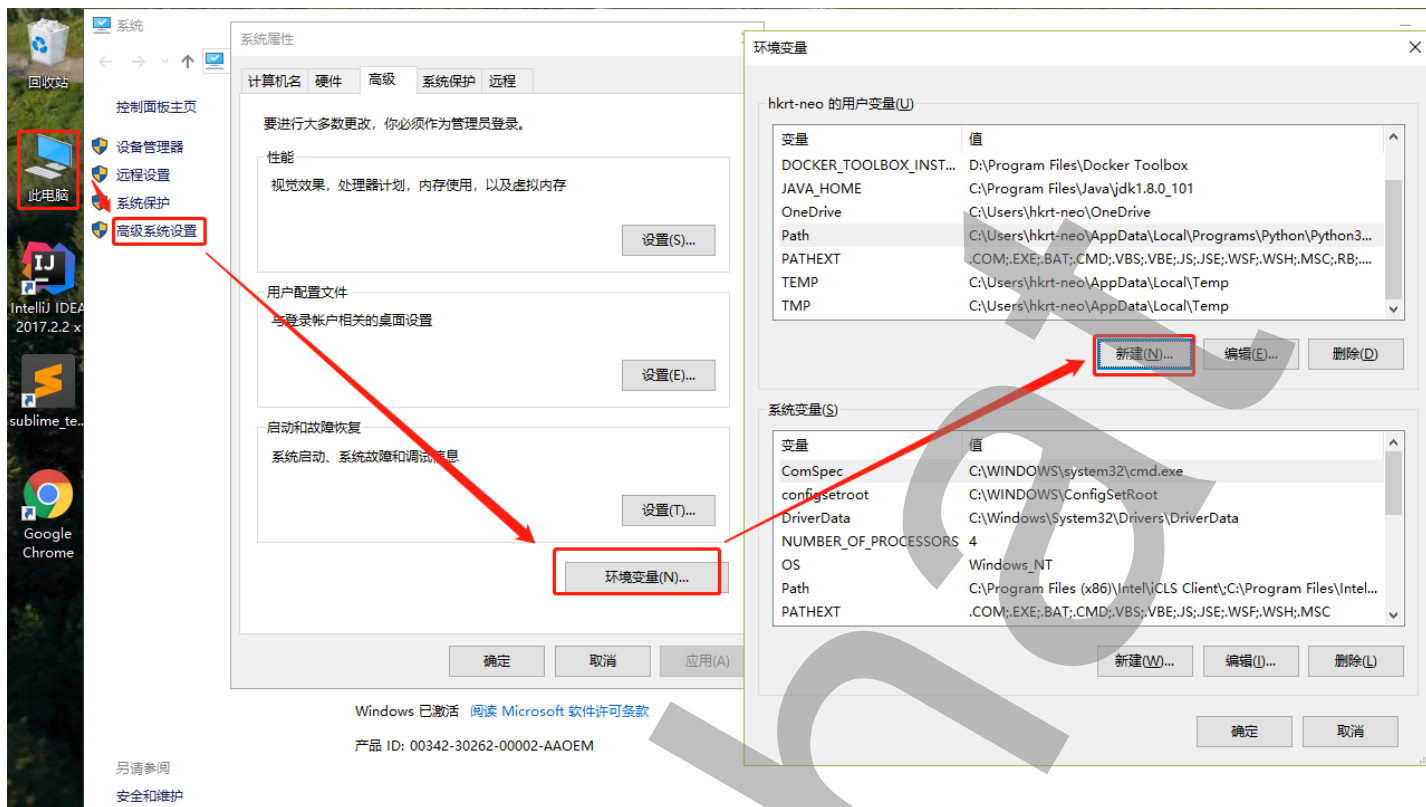 回收站
此电脑
IntelliJ IDEA
2017.2.2 x
sublime_te...
Google
Chrome
系统
控制面板主页
设备管理器
远程设置
系统保护
高级系统设置
另请参阅
安全和维护
系统属性
计算机名 硬件 高级 系统保护 远程
要进行大多数更改，你必须作为管理员登录。
性能
视觉效果，处理器计划，内存使用，以及虚拟内存
设置(S)...
用户配置文件
与登录帐户相关的桌面设置
设置(E)...
启动和故障恢复
系统启动、系统故障和调试信息
设置(T)...
环境变量(N)...
确定 取消 应用(A)
Windows 已激活 阅读 Microsoft 软件许可条款
产品 ID: 00342-30262-00002-AAOEM
环境变量
hkrt-neo 的用户变量(U)
变量 值
DOCKER_TOOLBOX_INST... D:\Program Files\Docker Toolbox
JAVA_HOME C:\Program Files\Java\jdk1.8.0_101
OneDrive C:\Users\hkrt-neo\OneDrive
Path C:\Users\hkrt-neo\AppData\Local\Programs\Python\Python3...
PATHEXT .COM;.EXE;.BAT;.CMD;.VBS;.VBE;.JS;.JSE;.WSF;.WSH;.MSC;.RB;....
TEMP C:\Users\hkrt-neo\AppData\Local\Temp
TMP C:\Users\hkrt-neo\AppData\Local\Temp
新建(N)... 编辑(E)... 删除(D)
系统变量(S)
变量 值
ComSpec C:\WINDOWS\system32\cmd.exe
configsetroot C:\WINDOWS\ConfigSetRoot
DriverData C:\Windows\System32\Drivers\DriverData
NUMBER_OF_PROCESSORS 4
OS Windows_NT
Path C:\Program Files (x86)\Intel\iCLS Client\;C:\Program Files\Intel...
PATHEXT .COM;.EXE;.BAT;.CMD;.VBS;.VBE;.JS;.JSE;.WSF;.WSH;.MSC
新建(W)... 编辑(I)... 删除(L)
确定 取消
hat